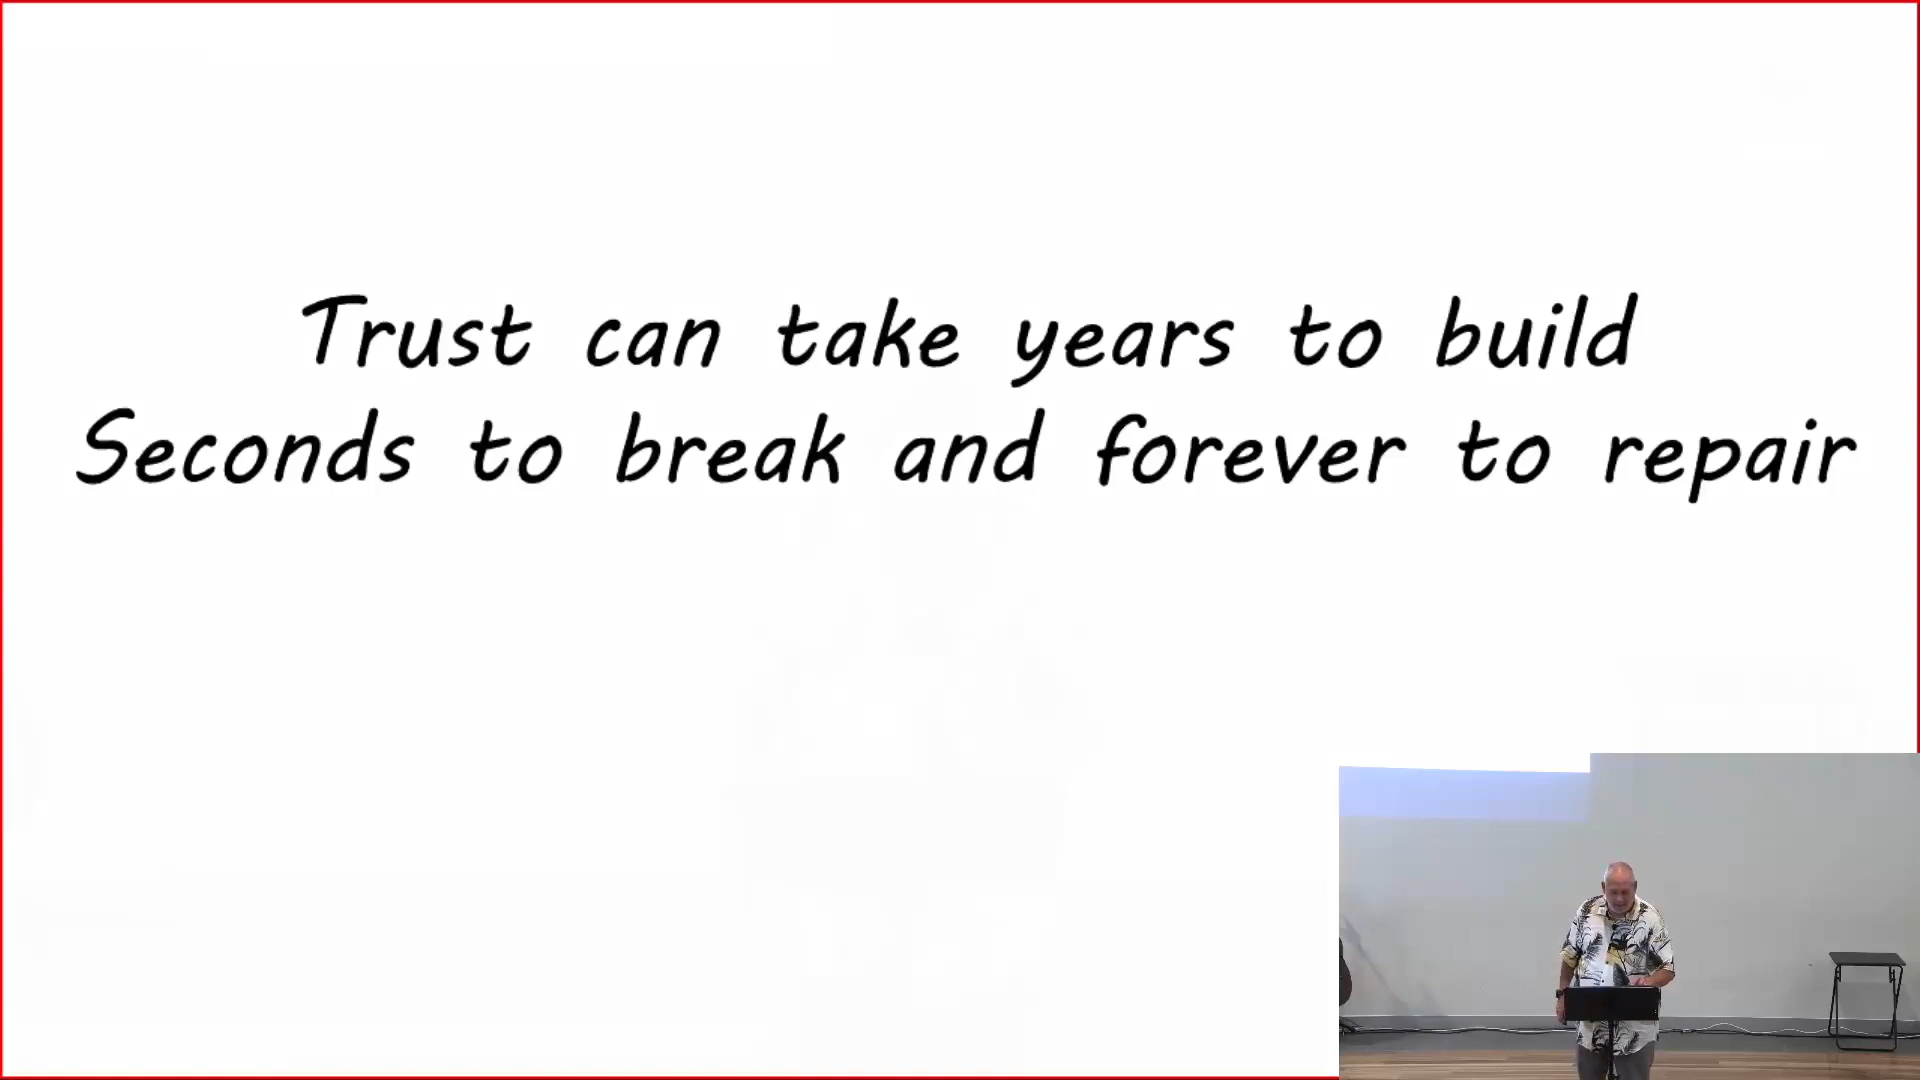 Trust can take years to build
Seconds to break and forever to repair